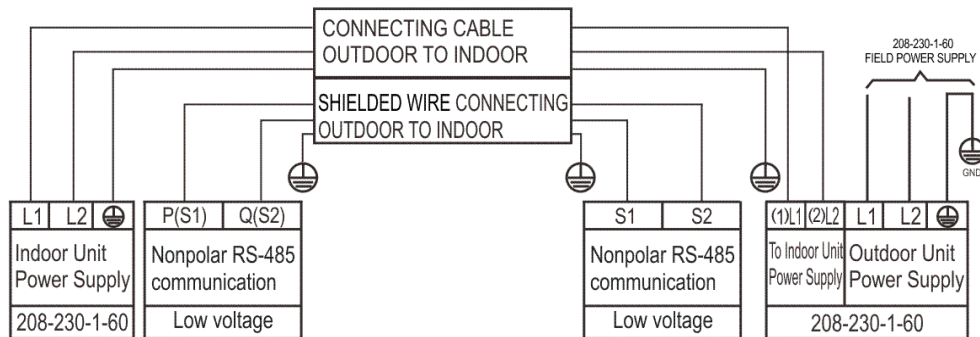 CONNECTING CABLE
OUTDOOR TO INDOOR
SHIELDED WIRE CONNECTING
OUTDOOR TO INDOOR
208-230-1-60
FIELD POWER SUPPLY
GND
L1 L2
Indoor Unit
Power Supply
208-230-1-60
P(S1) Q(S2)
Nonpolar RS-485
communication
Low voltage
S1 S2
Nonpolar RS-485
communication
Low voltage
(1)L1 (2)L2 L1 L2
To Indoor Unit
Power Supply
Outdoor Unit
Power Supply
208-230-1-60